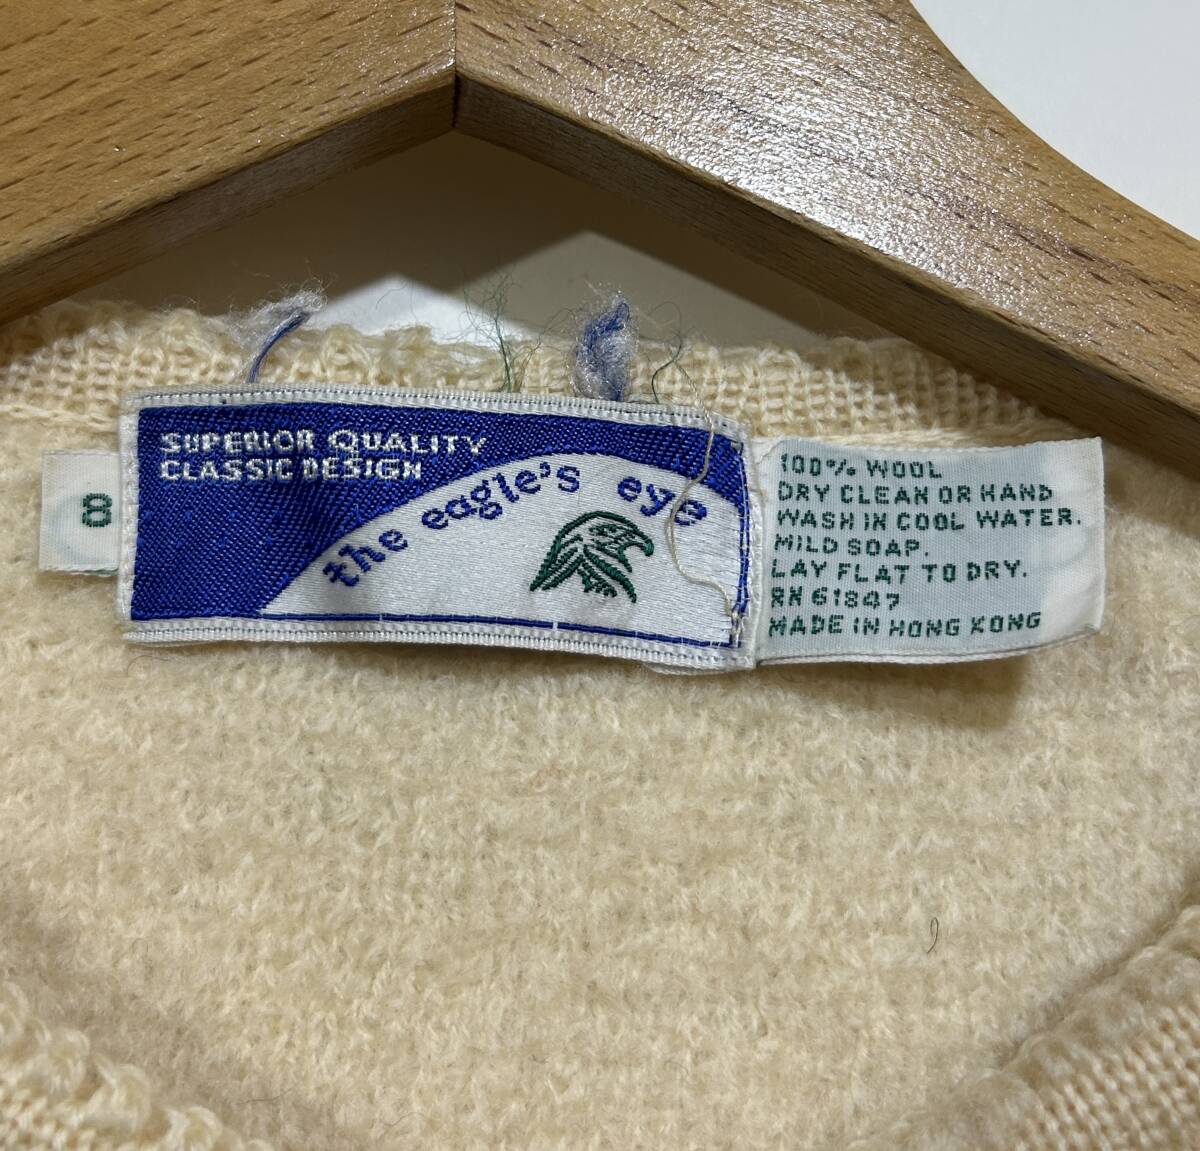 8
SUPERIOR QUALITY
CLASSIC DESIGN
the eagle's eye
100% WOOL
DRY CLEAN OR HAND
WASH IN COOL WATER.
MILD SOAP.
LAY FLAT TO DRY.
RN 61847
MADE IN HONG KONG